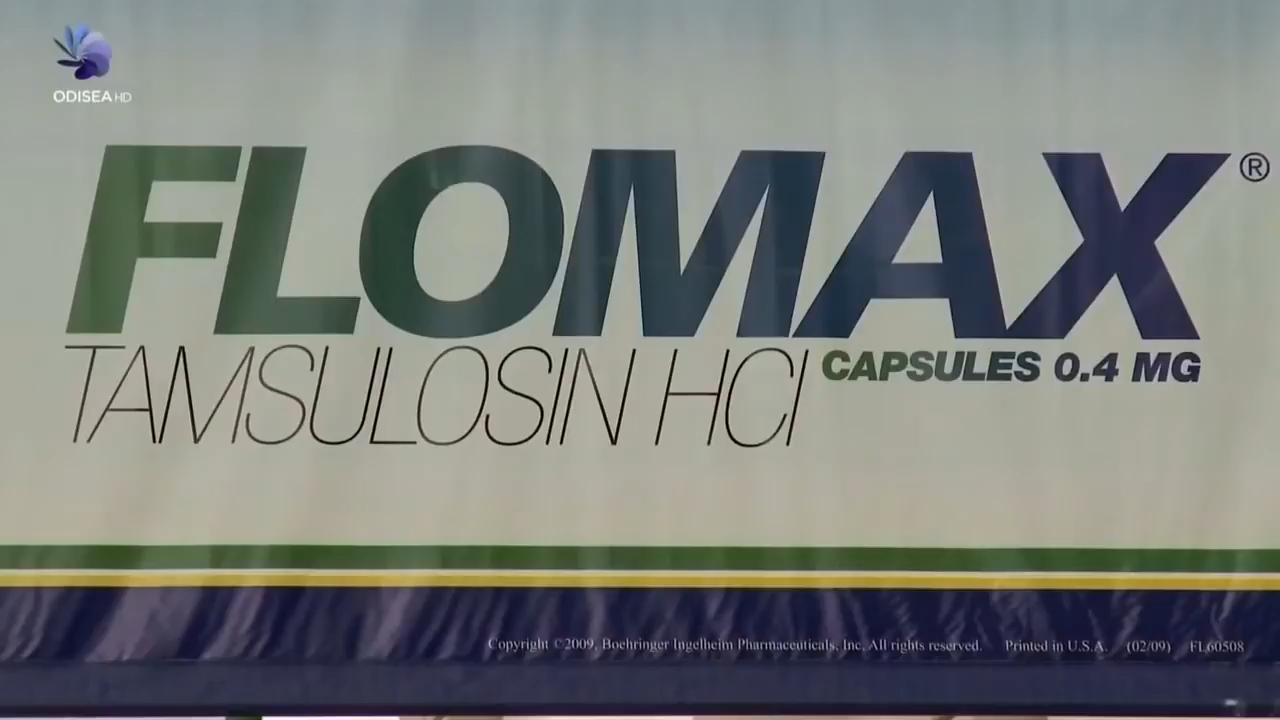 ODISEA HD
FLOMAX®
TAMSULOSIN HCl CAPSULES 0.4 MG
Copyright ©2009, Boehringer Ingelheim Pharmaceuticals, Inc. All rights reserved. Printed in U.S.A. (02/09) FL60508